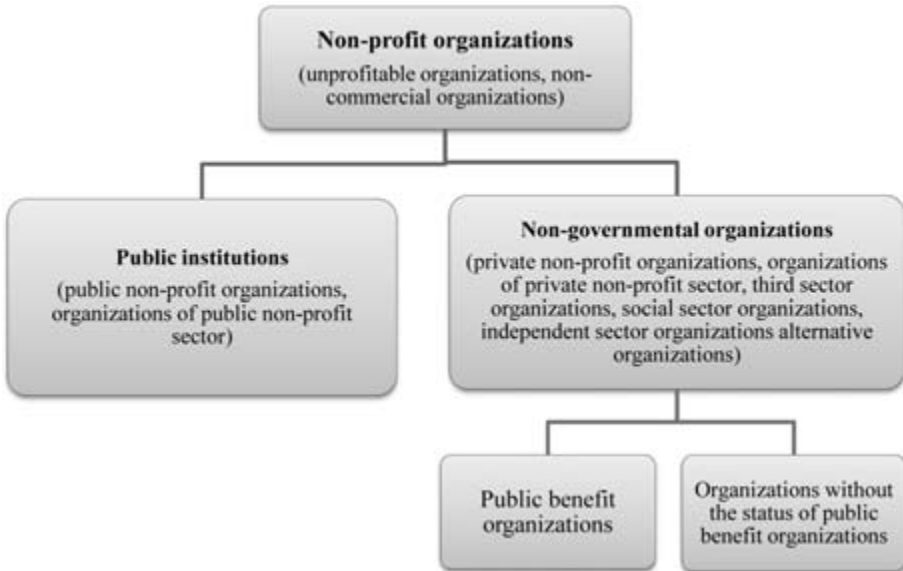 Non-profit organizations
(unprofitable organizations, non-
commercial organizations)
Public institutions
(public non-profit organizations,
organizations of public non-profit
sector)
Non-governmental organizations
(private non-profit organizations, organizations
of private non-profit sector, third sector
organizations, social sector organizations,
independent sector organizations alternative
organizations)
Public benefit
organizations
Organizations without
the status of public
benefit organizations